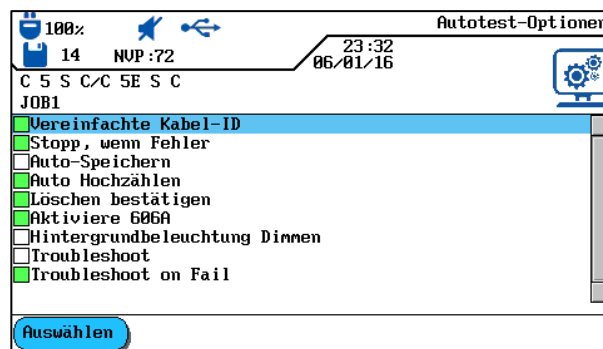 100%
Autotest-Optionen
14 NVP:72
23:32
06/01/16
C 5 S C/C 5E S C
JOB1
Vereinfachte Kabel-ID
Stopp, wenn Fehler
Auto-Speichern
Auto Hochzählen
Löschen bestätigen
Aktiviere 606A
Hintergrundbeleuchtung Dimmen
Troubleshoot
Troubleshoot on Fail
Auswählen